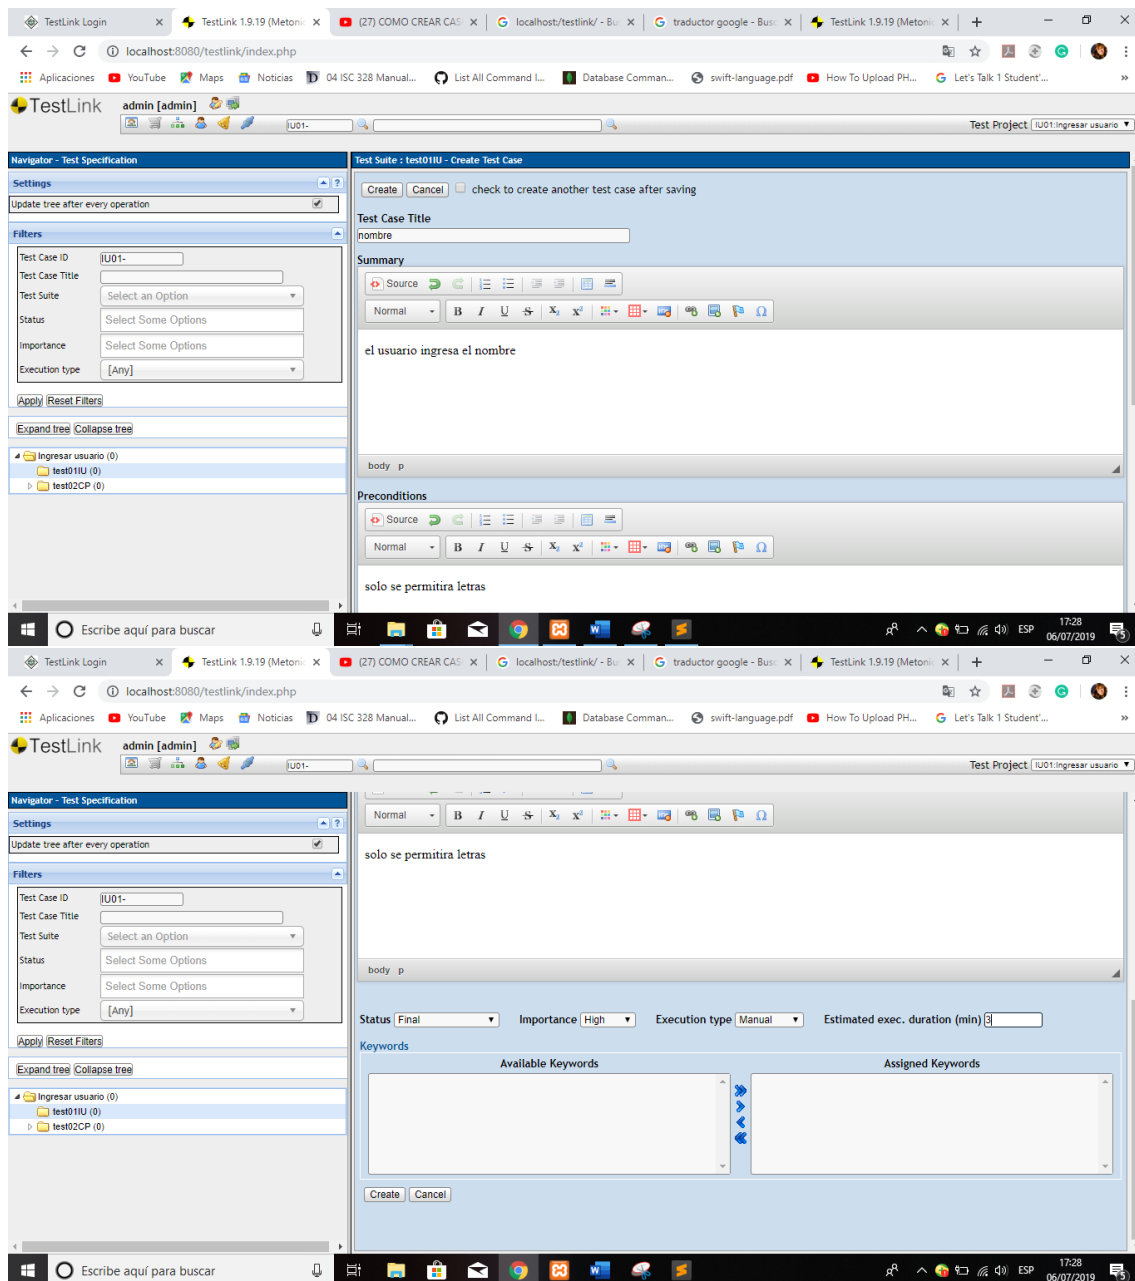 TestLink Login
TestLink 1.9.19 (Metoni
(27) COMO CREAR CAS
localhost:testlink/ - Bu
traductor google - Busc
TestLink 1.9.19 (Metoni
localhost:8080/testlink/index.php
Aplicaciones YouTube Maps Noticias 04 ISC 328 Manual... List All Command I... Database Comman... swift-language.pdf How To Upload PH... Let's Talk 1 Student'... »
TestLink admin [admin]
IU01-
Test Project IU01:Ingresar usuario
Navigator - Test Specification
Settings
Update tree after every operation
Filters
Test Case ID IU01-
Test Case Title
Test Suite Select an Option
Status Select Some Options
Importance Select Some Options
Execution type [Any]
Apply Reset Filters
Expand tree Collapse tree
Ingresar usuario (0)
test01IU (0)
test02CP (0)
Test Suite : test01IU - Create Test Case
Create Cancel check to create another test case after saving
Test Case Title
nombre
Summary
Source
Normal B I U S X₂ x² Ω
el usuario ingresa el nombre
body p
Preconditions
Source
Normal B I U S X₂ x² Ω
solo se permitira letras
Escribe aquí para buscar
ESP
17:28
06/07/2019
5
TestLink Login
TestLink 1.9.19 (Metoni
(27) COMO CREAR CAS
localhost:testlink/ - Bu
traductor google - Busc
TestLink 1.9.19 (Metoni
localhost:8080/testlink/index.php
Aplicaciones YouTube Maps Noticias 04 ISC 328 Manual... List All Command I... Database Comman... swift-language.pdf How To Upload PH... Let's Talk 1 Student'... »
TestLink admin [admin]
IU01-
Test Project IU01:Ingresar usuario
Navigator - Test Specification
Settings
Update tree after every operation
Filters
Test Case ID IU01-
Test Case Title
Test Suite Select an Option
Status Select Some Options
Importance Select Some Options
Execution type [Any]
Apply Reset Filters
Expand tree Collapse tree
Ingresar usuario (0)
test01IU (0)
test02CP (0)
Normal B I U S X₂ x² Ω
solo se permitira letras
body p
Status Final Importance High Execution type Manual Estimated exec. duration (min) 3
Keywords
Available Keywords Assigned Keywords
Create Cancel
Escribe aquí para buscar
ESP
17:28
06/07/2019
5